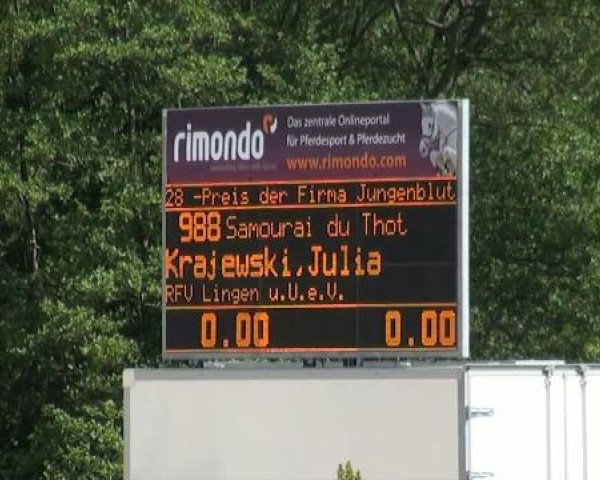 rimondo
Das zentrale Onlineportal
für Pferdesport & Pferdezucht
www.rimondo.com
28 -Preis der Firma Jungenblut
988 Samourai du Thot
Krajewski,Julia
RFV Lingen u.U.e.V.
0.00 0.00